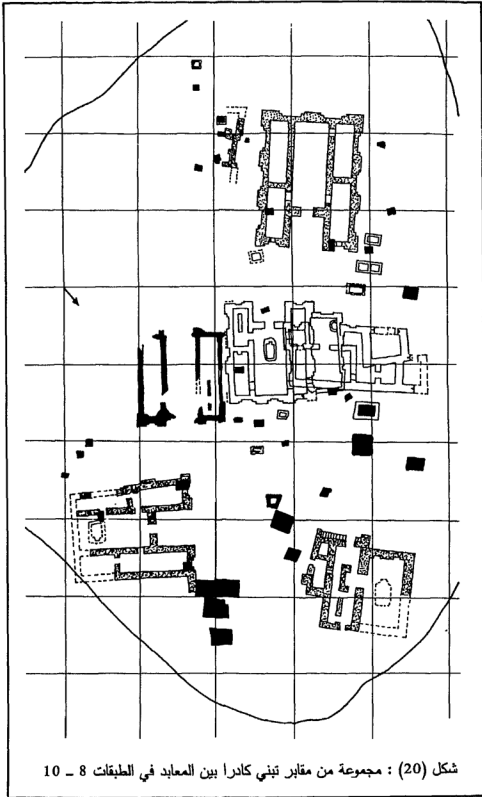 شكل (20) : مجموعة من مقابر تبني كادرا بين المعابد في الطبقات 8 – 10